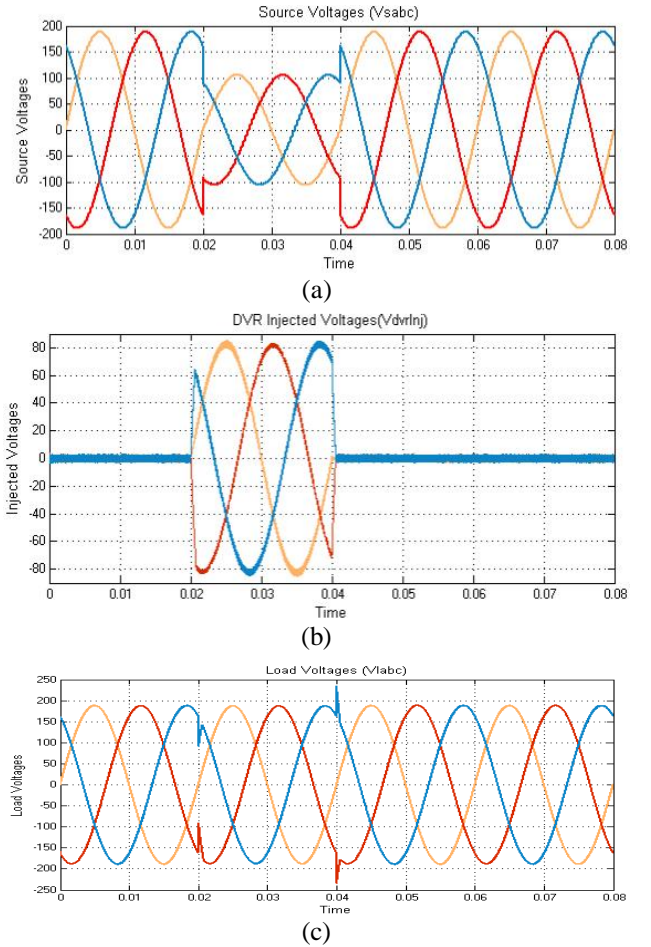 Source Voltages (Vsabc)
200
150
100
50
0
-50
-100
-150
-200
Source Voltages
0 0.01 0.02 0.03 0.04 0.05 0.06 0.07 0.08
Time
(a)
DVR Injected Voltages(VdvrInj)
80
60
40
20
0
-20
-40
-60
-80
Injected Voltages
0 0.01 0.02 0.03 0.04 0.05 0.06 0.07 0.08
Time
(b)
Load Voltages (Vlabc)
250
200
150
100
50
0
-50
-100
-150
-200
-250
Load Voltages
0 0.01 0.02 0.03 0.04 0.05 0.06 0.07 0.08
Time
(c)